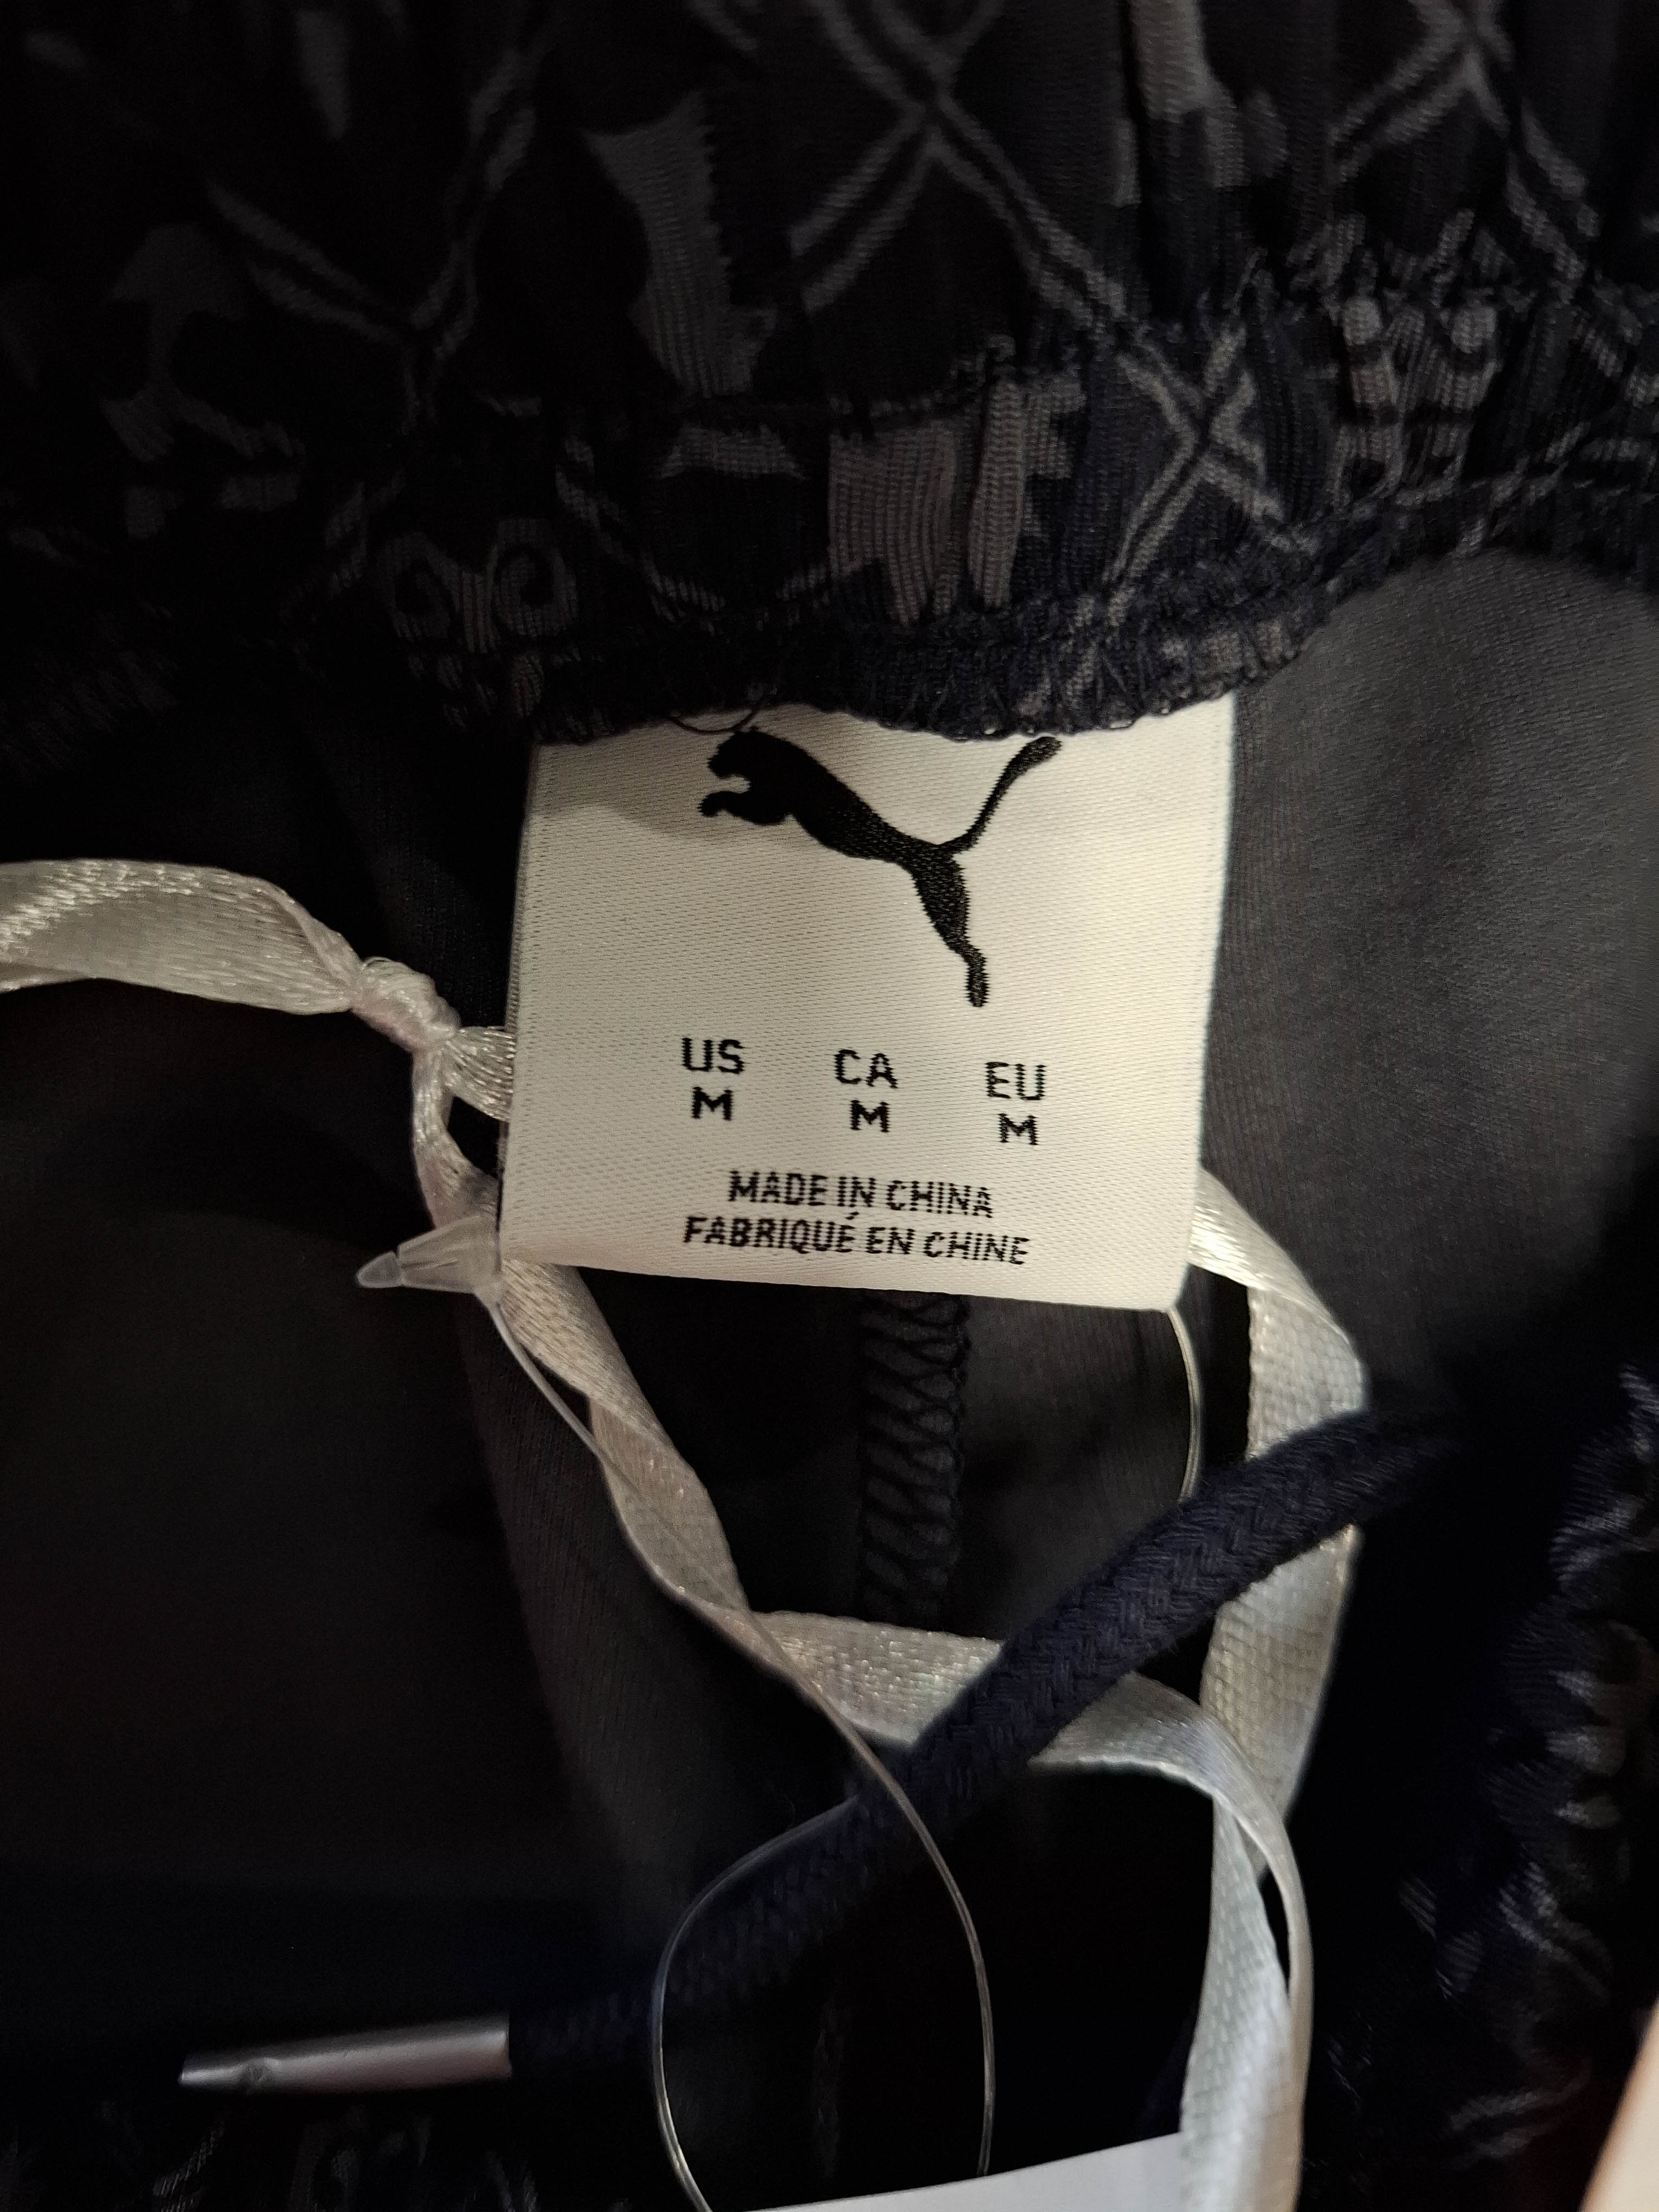 US CA EU
M M M
MADE IN CHINA
FABRIQUÉ EN CHINE